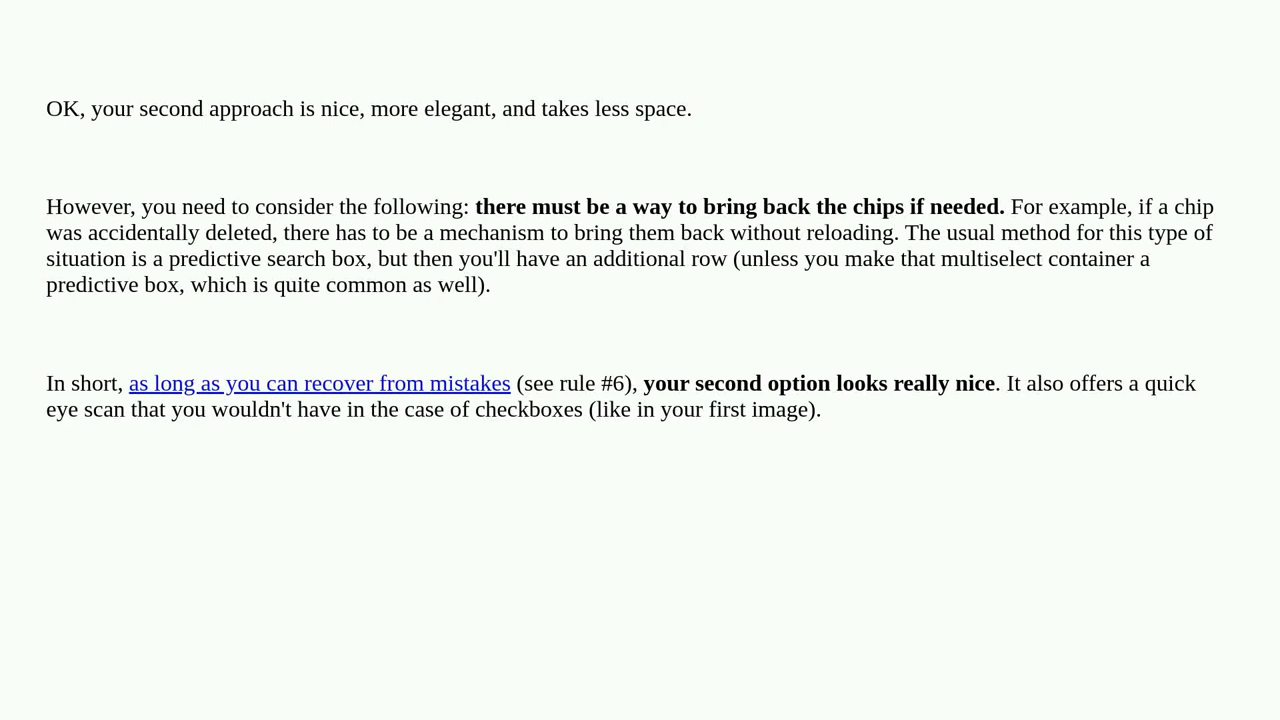 OK, your second approach is nice, more elegant, and takes less space.
However, you need to consider the following: there must be a way to bring back the chips if needed. For example, if a chip
was accidentally deleted, there has to be a mechanism to bring them back without reloading. The usual method for this type of
situation is a predictive search box, but then you'll have an additional row (unless you make that multiselect container a
predictive box, which is quite common as well).
In short, as long as you can recover from mistakes (see rule #6), your second option looks really nice. It also offers a quick
eye scan that you wouldn't have in the case of checkboxes (like in your first image).